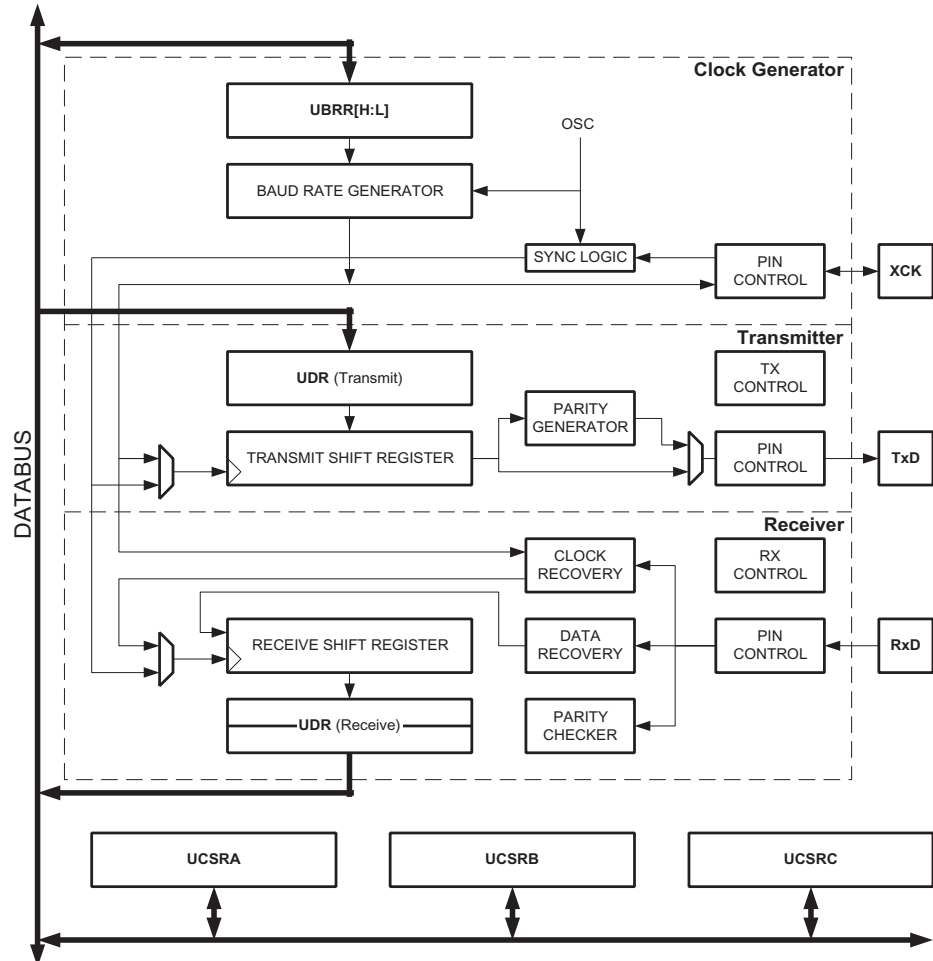 Clock Generator
UBRR[H:L]
OSC
BAUD RATE GENERATOR
SYNC LOGIC
PIN
CONTROL
XCK
DATABUS
Transmitter
UDR (Transmit)
TX
CONTROL
PARITY
GENERATOR
TRANSMIT SHIFT REGISTER
PIN
CONTROL
TxD
Receiver
CLOCK
RECOVERY
RX
CONTROL
RECEIVE SHIFT REGISTER
DATA
RECOVERY
PIN
CONTROL
RxD
UDR (Receive)
PARITY
CHECKER
UCSRA
UCSRB
UCSRC